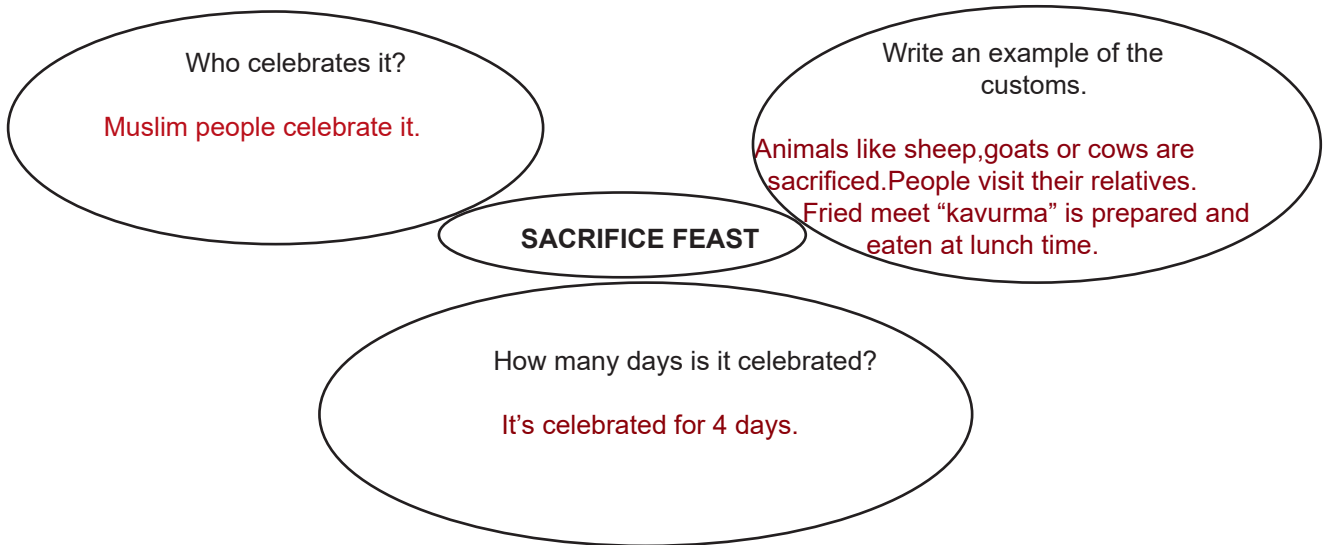 Who celebrates it?
Muslim people celebrate it.
Write an example of the
customs.
Animals like sheep,goats or cows are
sacrificed.People visit their relatives.
Fried meet “kavurma” is prepared and
eaten at lunch time.
SACRIFICE FEAST
How many days is it celebrated?
It’s celebrated for 4 days.